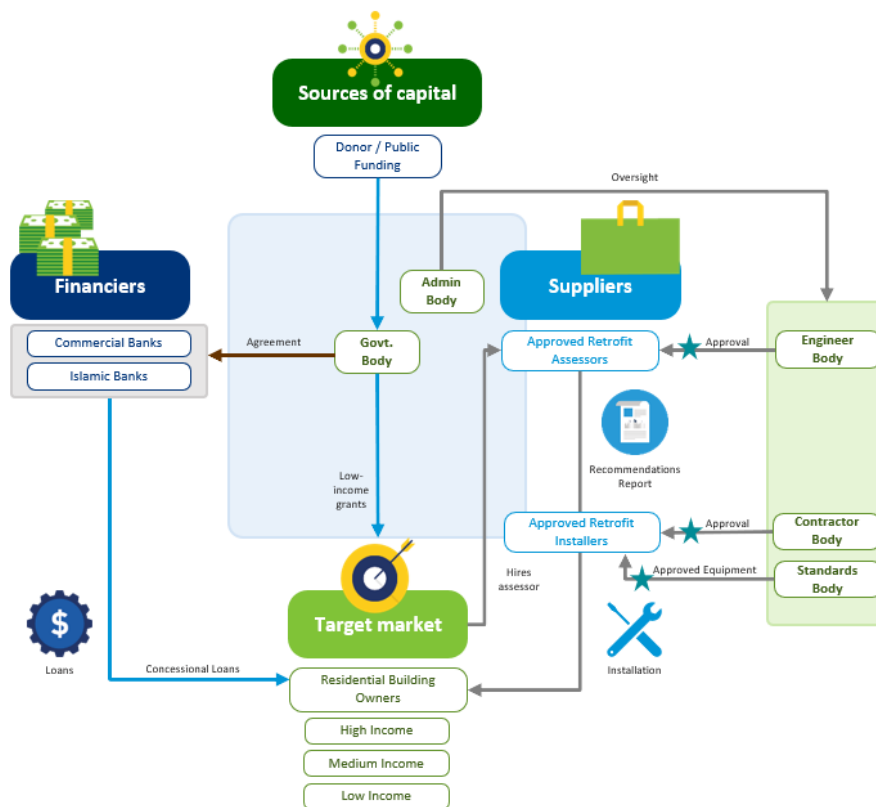 Sources of capital
Donor / Public
Funding
Oversight
Financiers
Admin
Body
Suppliers
Commercial Banks
Islamic Banks
Agreement
Govt.
Body
Approved Retrofit
Assessors
Approval
Engineer
Body
Low-
income
grants
Recommendations
Report
Approved Retrofit
Installers
Approval
Contractor
Body
Hires
assessor
Approved Equipment
Standards
Body
$
Target market
Loans
Concessional Loans
Installation
Residential Building
Owners
High Income
Medium Income
Low Income